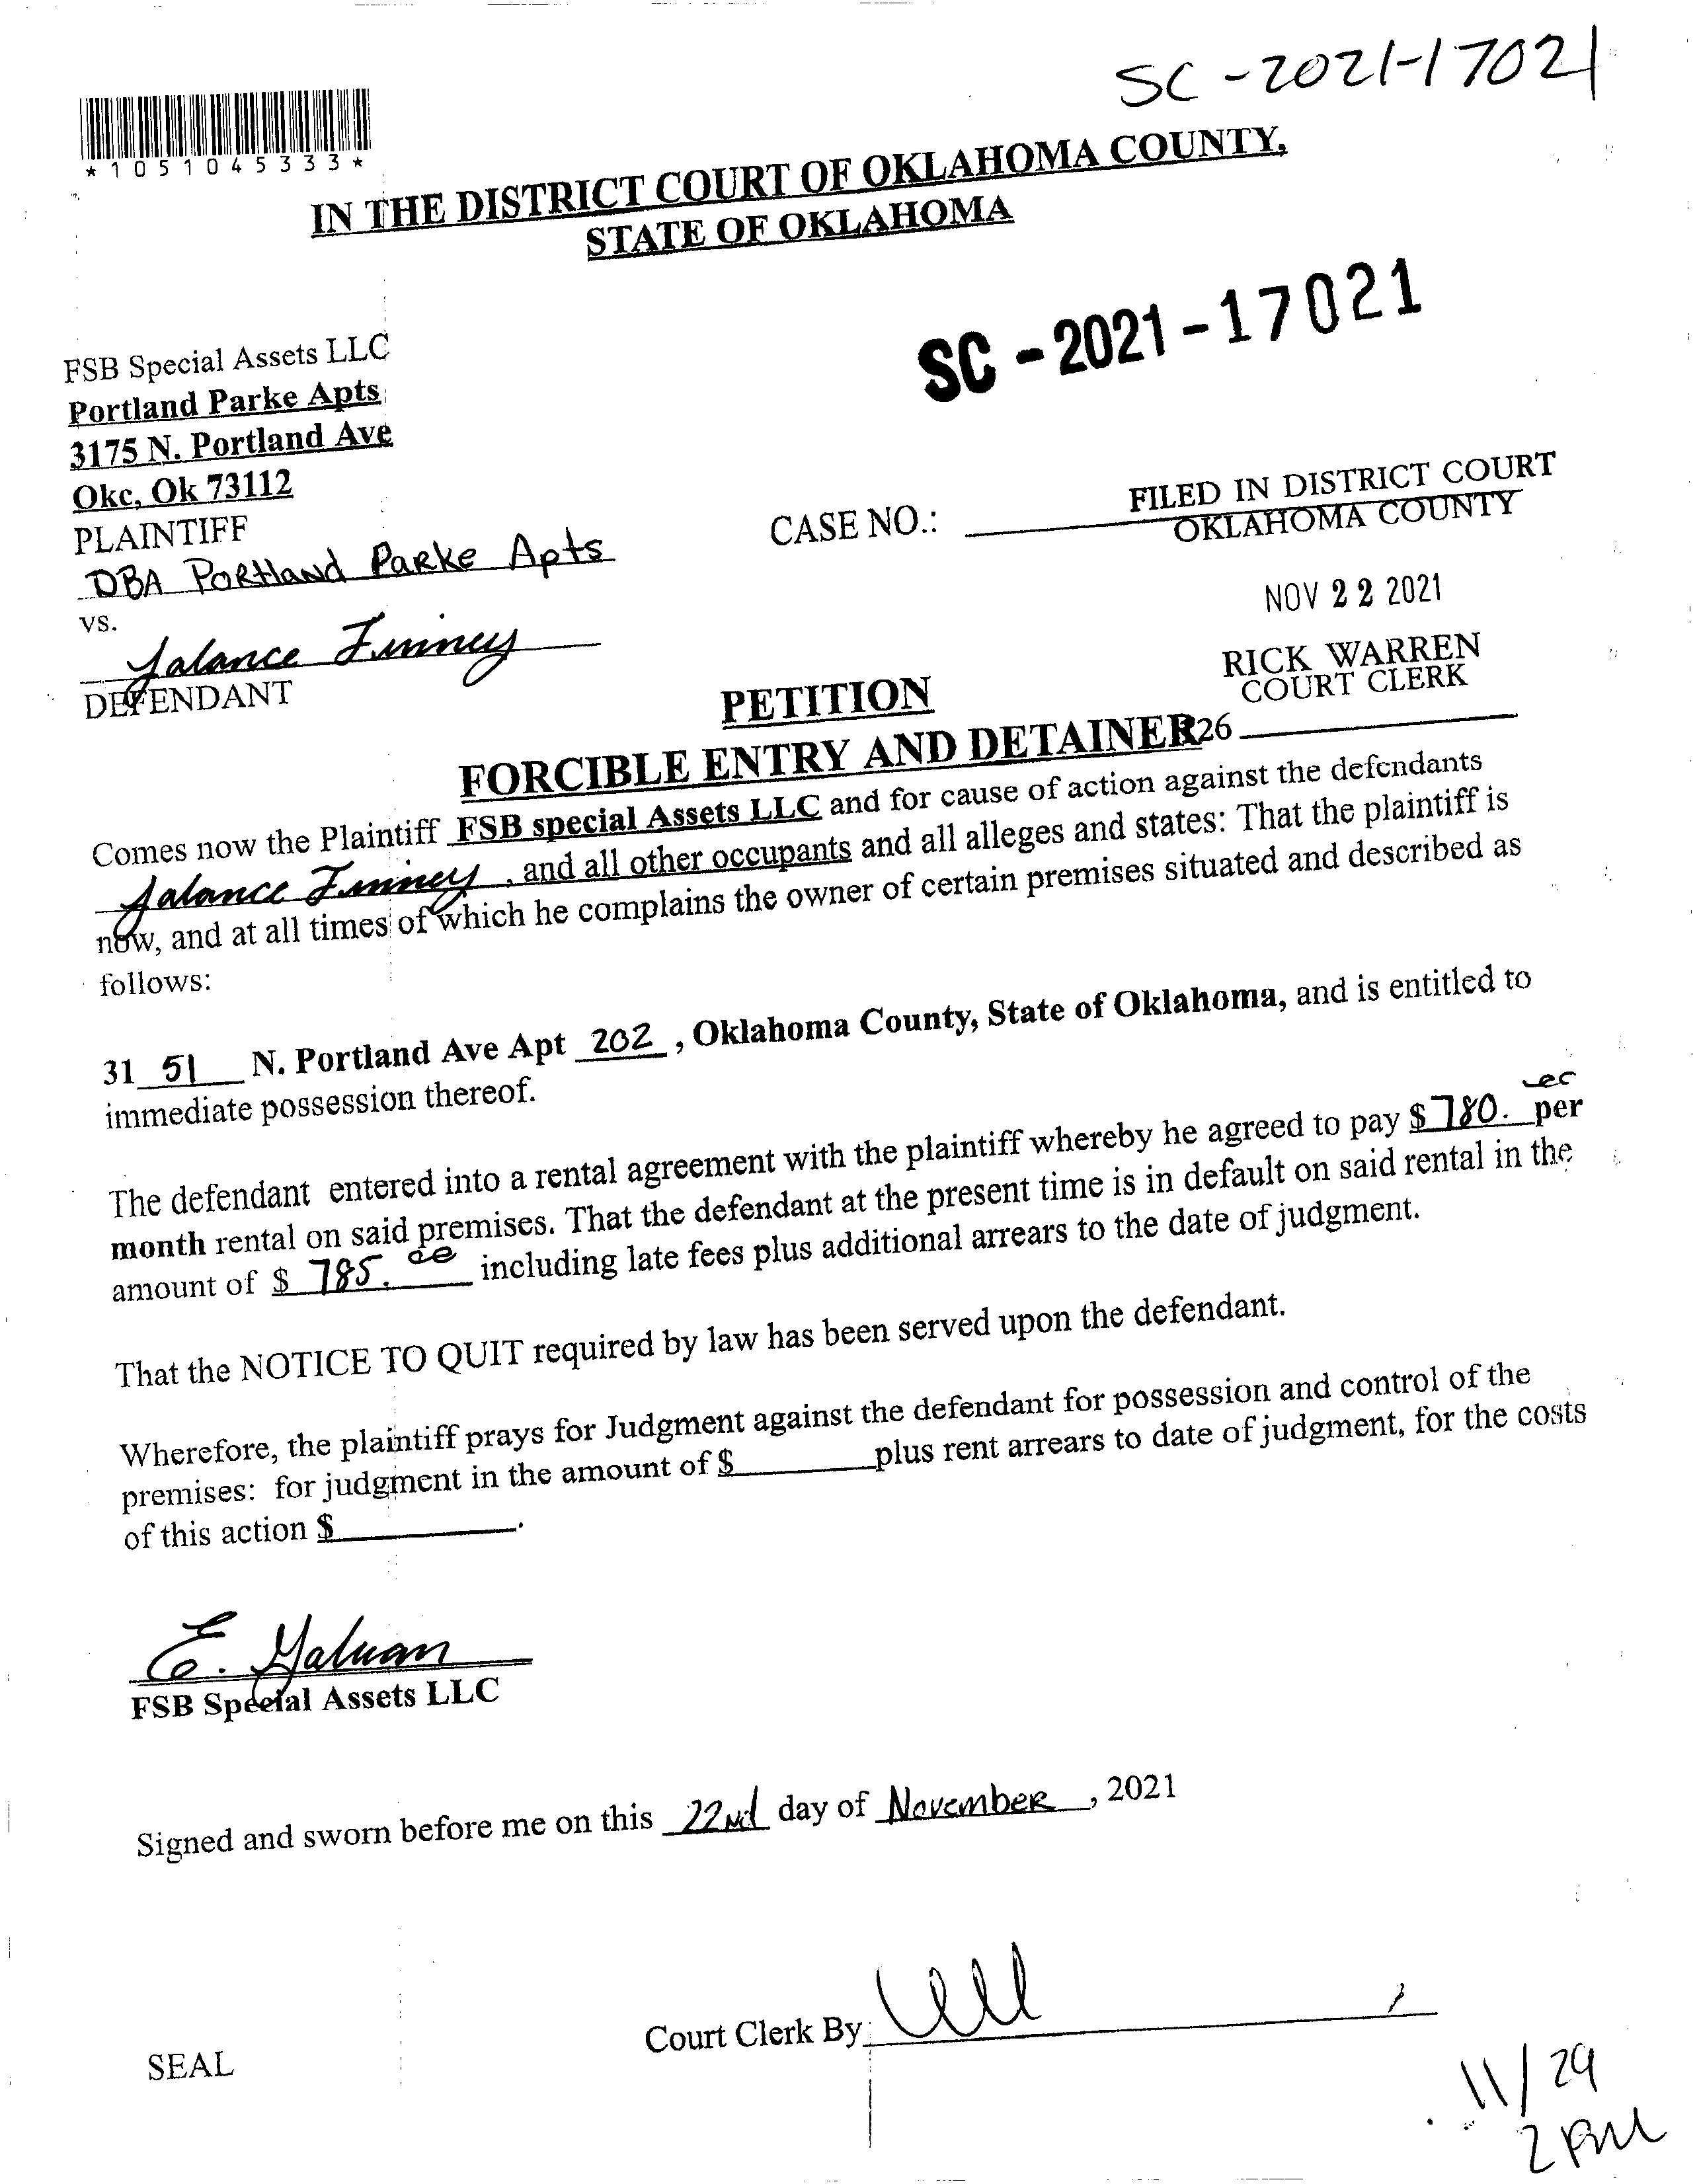 SC-2021-17021
*1051045333*
IN THE DISTRICT COURT OF OKLAHOMA COUNTY,
STATE OF OKLAHOMA
SC-2021-17021
FSB Special Assets LLC
Portland Parke Apts
3175 N. Portland Ave
Okc, Ok 73112
PLAINTIFF
DBA Portland Parke Apts
vs.
Jalance Finney
DEFENDANT
CASE NO.:
FILED IN DISTRICT COURT
OKLAHOMA COUNTY
NOV 22 2021
RICK WARREN
COURT CLERK
PETITION
FORCIBLE ENTRY AND DETAINER
26
Comes now the Plaintiff FSB special Assets LLC and for cause of action against the defendants
Jalance Finney, and all other occupants and all alleges and states: That the plaintiff is
now, and at all times of which he complains the owner of certain premises situated and described as
follows:
31 51 N. Portland Ave Apt 202, Oklahoma County, State of Oklahoma, and is entitled to
immediate possession thereof.
The defendant entered into a rental agreement with the plaintiff whereby he agreed to pay $780. per
month rental on said premises. That the defendant at the present time is in default on said rental in the
amount of $ 785. including late fees plus additional arrears to the date of judgment.
That the NOTICE TO QUIT required by law has been served upon the defendant.
Wherefore, the plaintiff prays for Judgment against the defendant for possession and control of the
premises: for judgment in the amount of $ plus rent arrears to date of judgment, for the costs
of this action $ .
E.
FSB Special Assets LLC
Signed and sworn before me on this 22nd day of November, 2021
Court Clerk By:
SEAL
11/29
2 PM